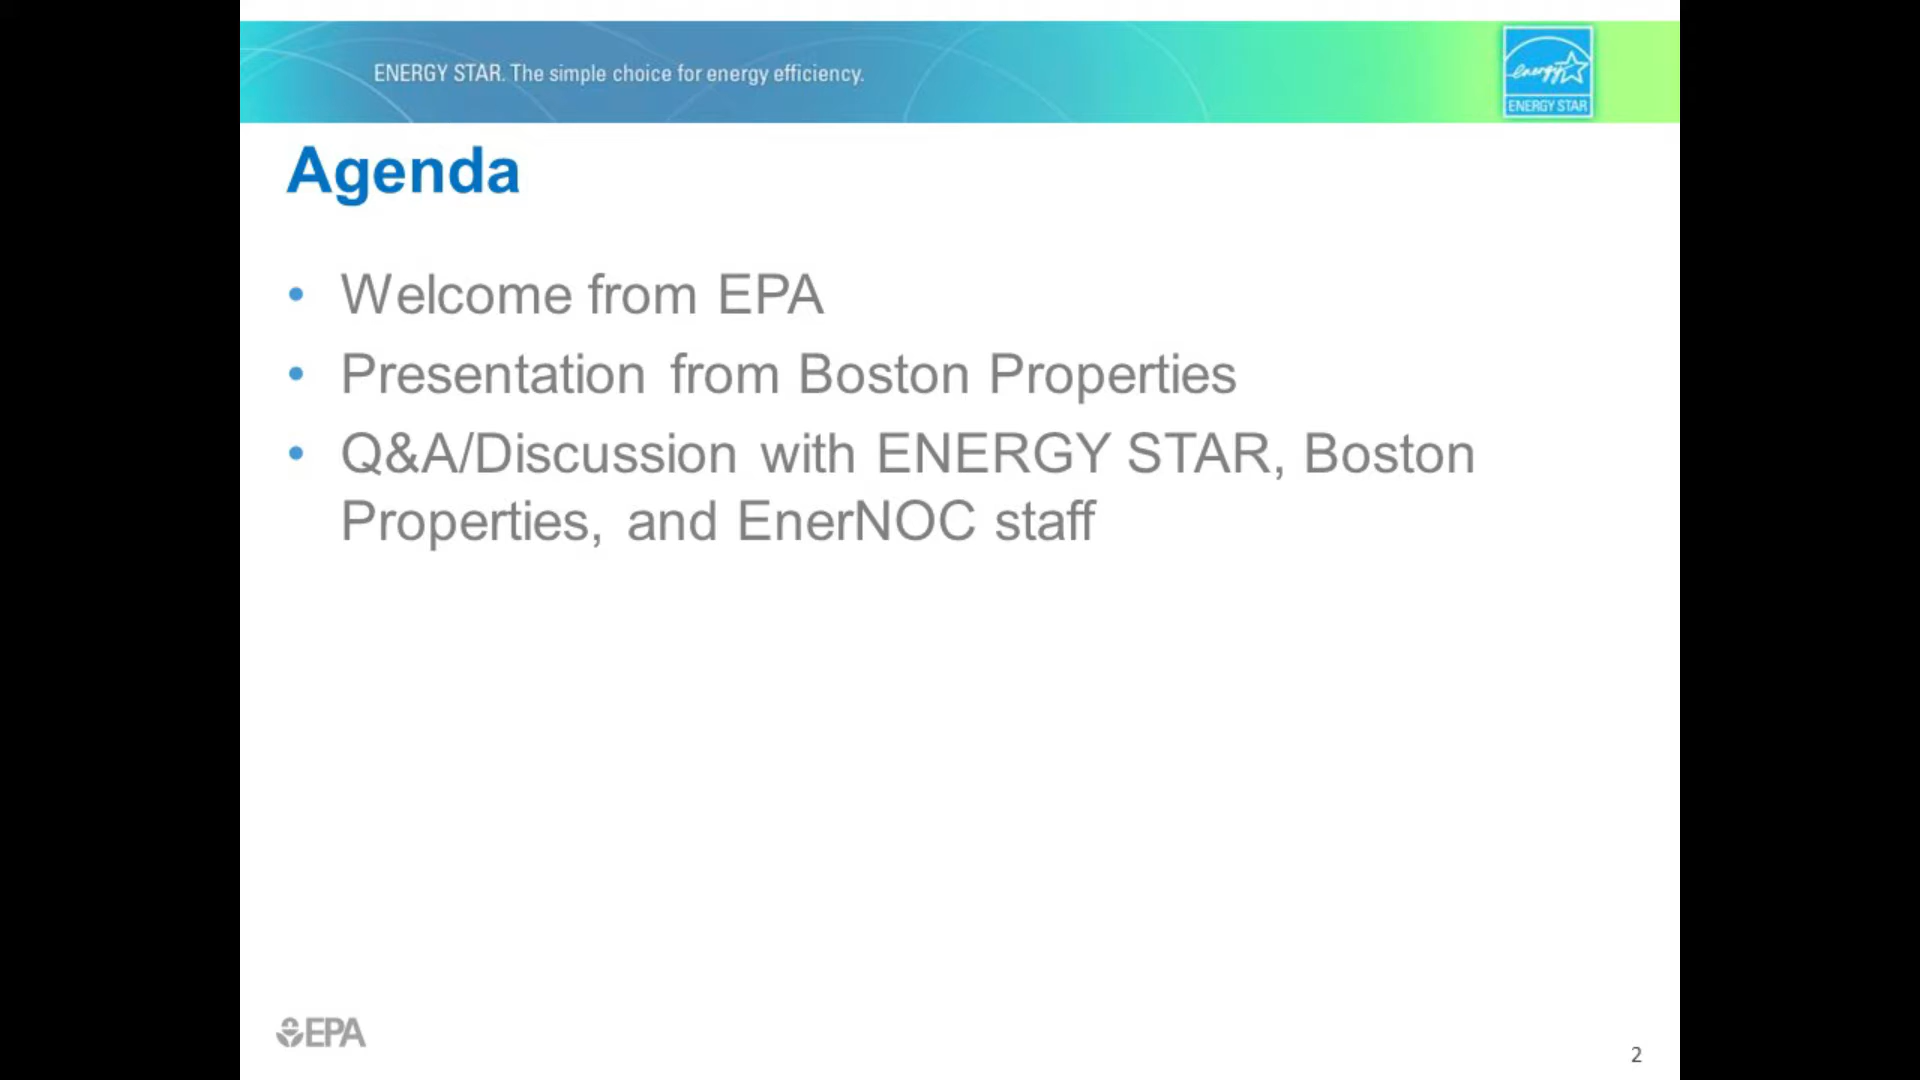 ENERGY STAR. The simple choice for energy efficiency.
energy
ENERGY STAR
Agenda
• Welcome from EPA
• Presentation from Boston Properties
• Q&A/Discussion with ENERGY STAR, Boston
Properties, and EnerNOC staff
EPA
2